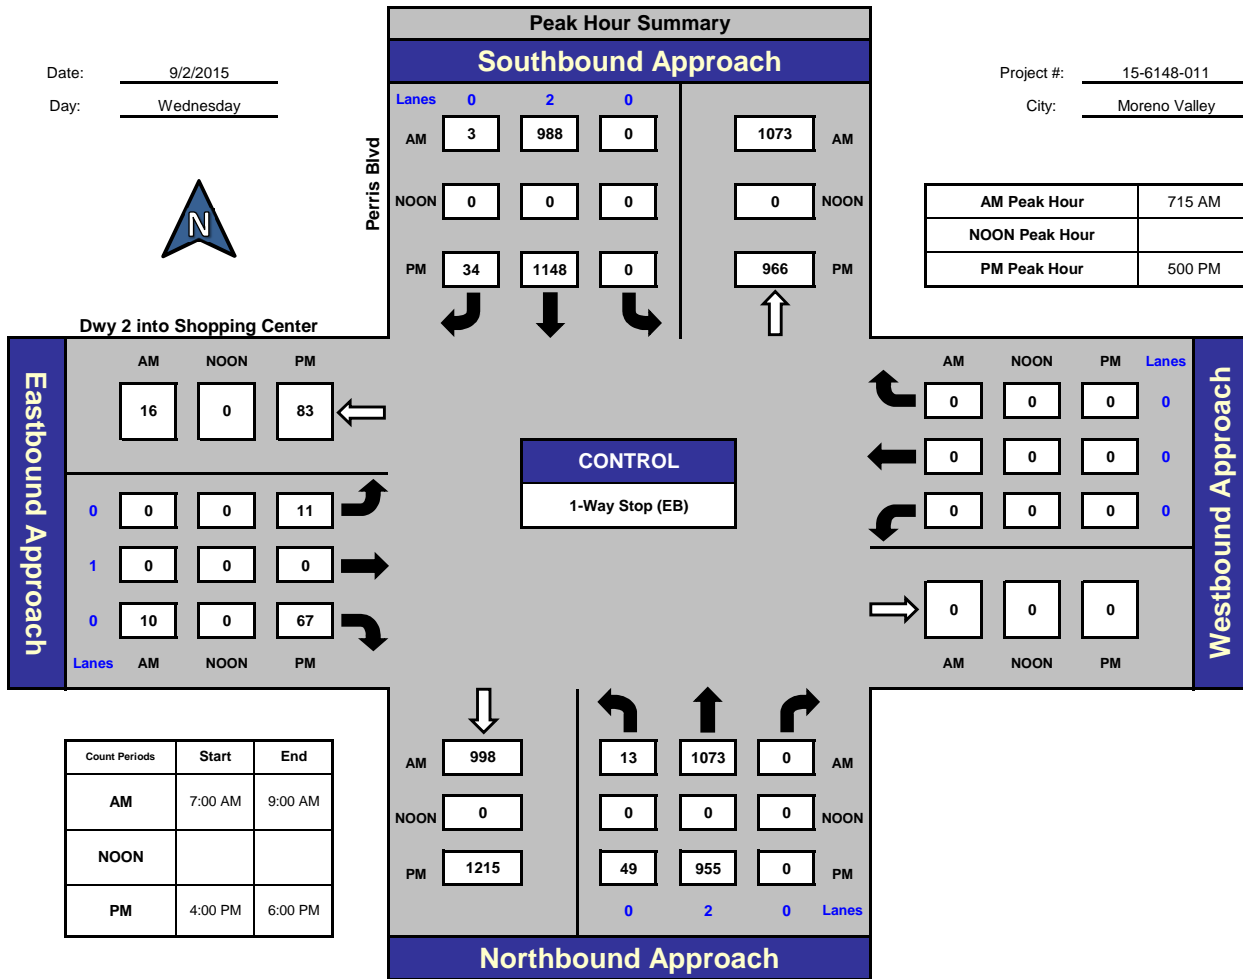 Peak Hour Summary
Southbound Approach
Date: 9/2/2015
Day: Wednesday
Project #: 15-6148-011
City: Moreno Valley
N
Perris Blvd
Lanes 0 2 0
AM 3 988 0 1073 AM
NOON 0 0 0 0 NOON
PM 34 1148 0 966 PM
AM Peak Hour 715 AM
NOON Peak Hour
PM Peak Hour 500 PM
Dwy 2 into Shopping Center
Eastbound Approach
AM NOON PM
16 0 83
0 0 0 11
1 0 0 0
0 10 0 67
Lanes AM NOON PM
CONTROL
1-Way Stop (EB)
AM NOON PM Lanes
0 0 0 0
0 0 0 0
0 0 0 0
0 0 0
AM NOON PM
Westbound Approach
Count Periods Start End
AM 7:00 AM 9:00 AM
NOON
PM 4:00 PM 6:00 PM
AM 998 13 1073 0 AM
NOON 0 0 0 0 NOON
PM 1215 49 955 0 PM
0 2 0 Lanes
Northbound Approach